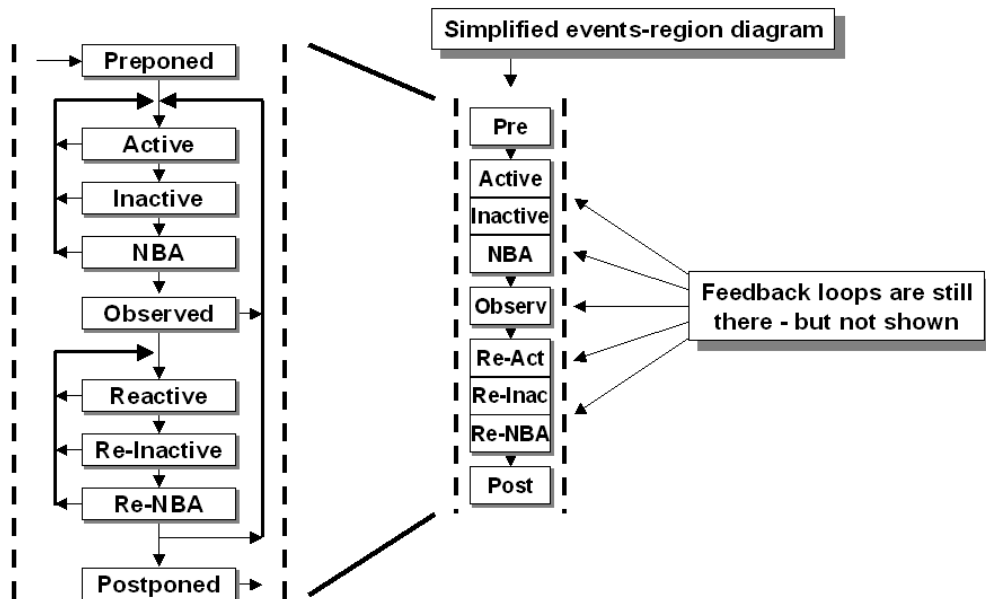 Simplified events-region diagram
Preponed
Active
Inactive
NBA
Observed
Reactive
Re-Inactive
Re-NBA
Postponed
Pre
Active
Inactive
NBA
Observ
Re-Act
Re-Inac
Re-NBA
Post
Feedback loops are still
there - but not shown